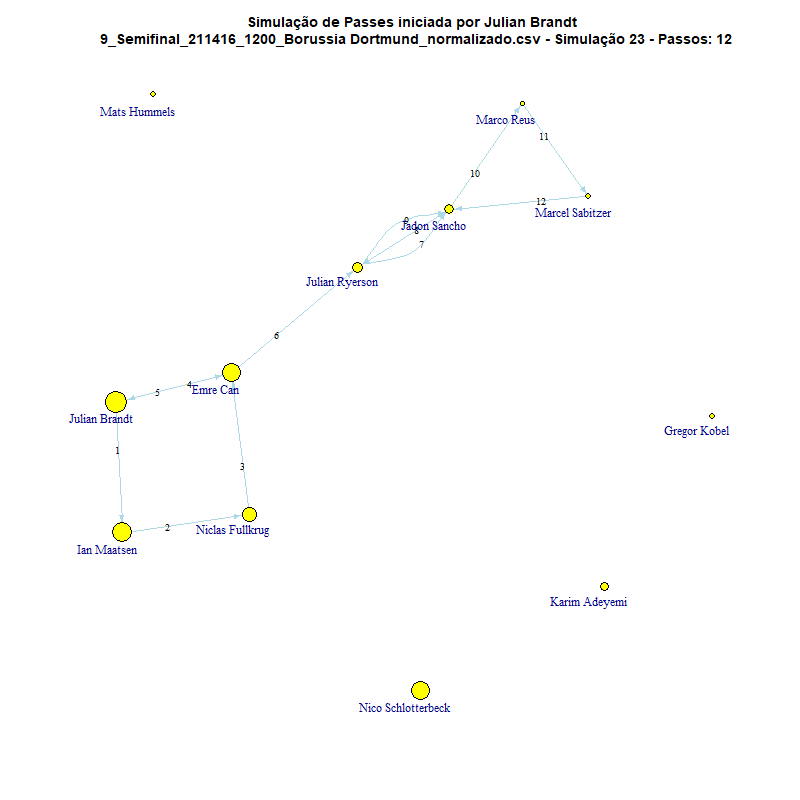 Simulação de Passes iniciada por Julian Brandt
9_Semifinal_211416_1200_Borussia Dortmund_normalizado.csv - Simulação 23 - Passos: 12
Mats Hummels
Marco Reus
11
10
12
Marcel Sabitzer
9
Jadon Sancho
8
7
Julian Ryerson
6
4
5
Emre Can
Julian Brandt
Gregor Kobel
1
3
2
Niclas Fullkrug
Ian Maatsen
Karim Adeyemi
Nico Schlotterbeck